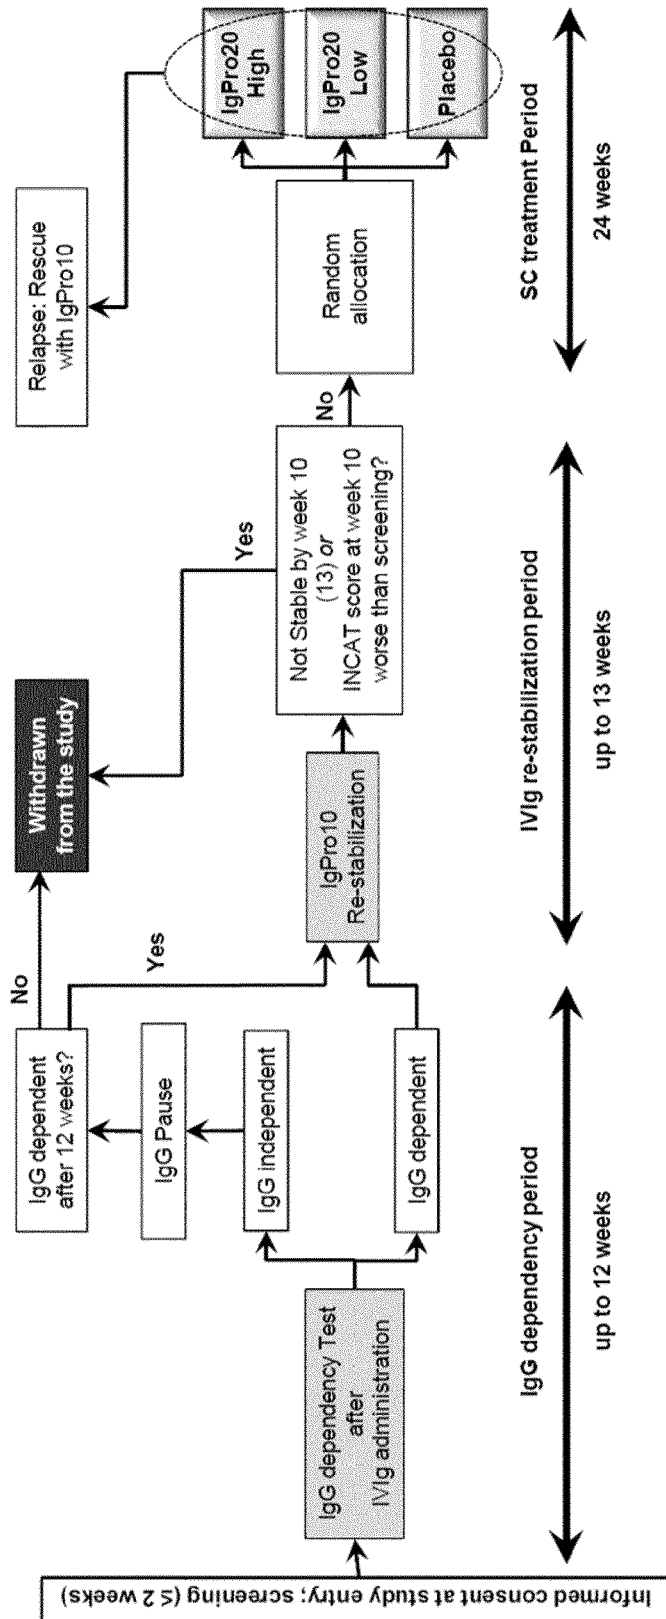 Informed consent at study entry; screening (≤ 2 weeks)
IgG dependency Test
after
IVIg administration
IgG dependent
after 12 weeks?
IgG Pause
IgG independent
IgG dependent
No
Yes
Withdrawn
from the study
IgPro10
Re-stabilization
Yes
Not Stable by week 10
(13) or
INCAT score at week 10
worse than screening?
No
Relapse: Rescue
with IgPro10
Random
allocation
IgPro20
High
IgPro20
Low
Placebo
IgG dependency period
up to 12 weeks
IVIg re-stabilization period
up to 13 weeks
SC treatment Period
24 weeks